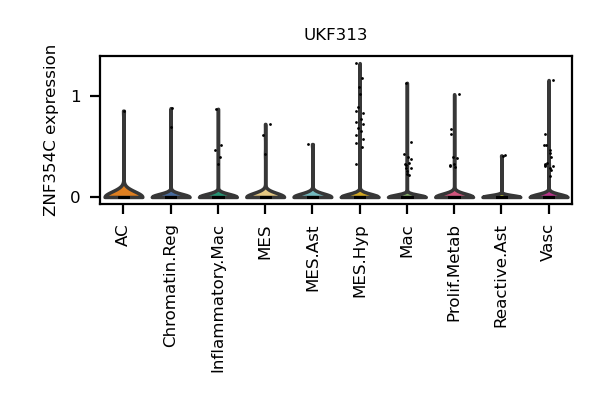 UKF313
ZNF354C expression
1
0
AC
Chromatin.Reg
Inflammatory.Mac
MES
MES.Ast
MES.Hyp
Mac
Prolif.Metab
Reactive.Ast
Vasc